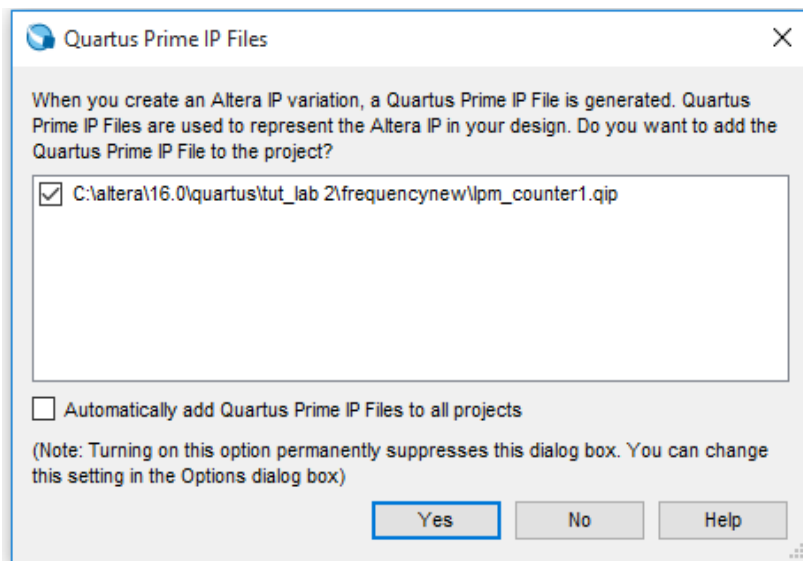 Quartus Prime IP Files
When you create an Altera IP variation, a Quartus Prime IP File is generated. Quartus
Prime IP Files are used to represent the Altera IP in your design. Do you want to add the
Quartus Prime IP File to the project?
C:\altera\16.0\quartus\tut_lab 2\frequencynew\lpm_counter1.qip
Automatically add Quartus Prime IP Files to all projects
(Note: Turning on this option permanently suppresses this dialog box. You can change
this setting in the Options dialog box)
Yes No Help